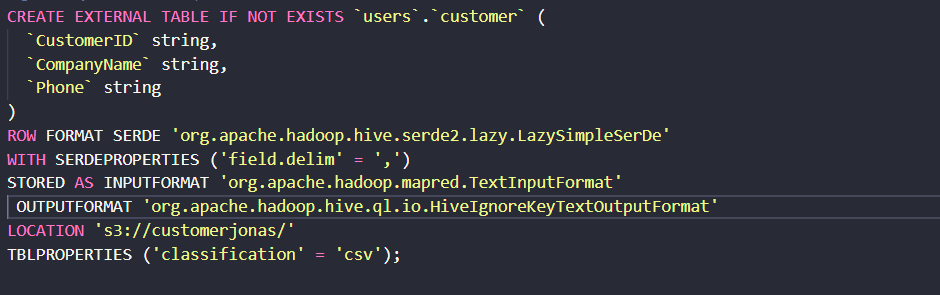 CREATE EXTERNAL TABLE IF NOT EXISTS `users`.`customer` (
  `CustomerID` string,
  `CompanyName` string,
  `Phone` string
)
ROW FORMAT SERDE 'org.apache.hadoop.hive.serde2.lazy.LazySimpleSerDe'
WITH SERDEPROPERTIES ('field.delim' = ',')
STORED AS INPUTFORMAT 'org.apache.hadoop.mapred.TextInputFormat'
 OUTPUTFORMAT 'org.apache.hadoop.hive.ql.io.HiveIgnoreKeyTextOutputFormat'
LOCATION 's3://customerjonas/'
TBLPROPERTIES ('classification' = 'csv');